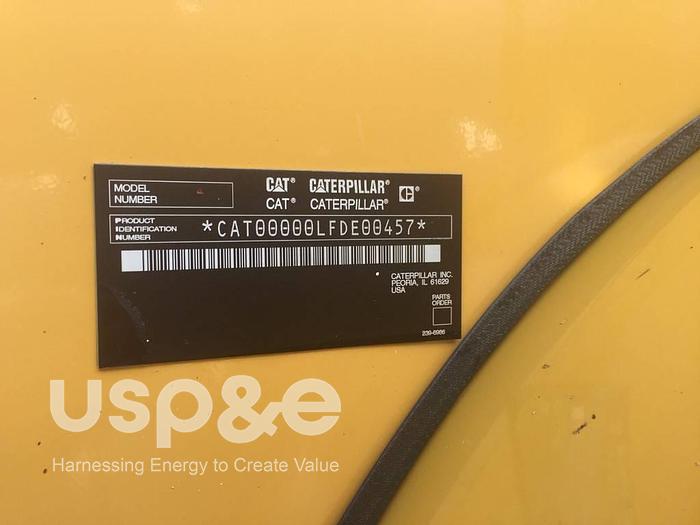 MODEL
NUMBER
CAT® CATERPILLAR®
CAT® CATERPILLAR®
PRODUCT
IDENTIFICATION
NUMBER
*CAT00000LFDE00457*
CATERPILLAR INC.
PEORIA, IL 61629
USA
PARTS
ORDER
239-6986
usp&e
Harnessing Energy to Create Value